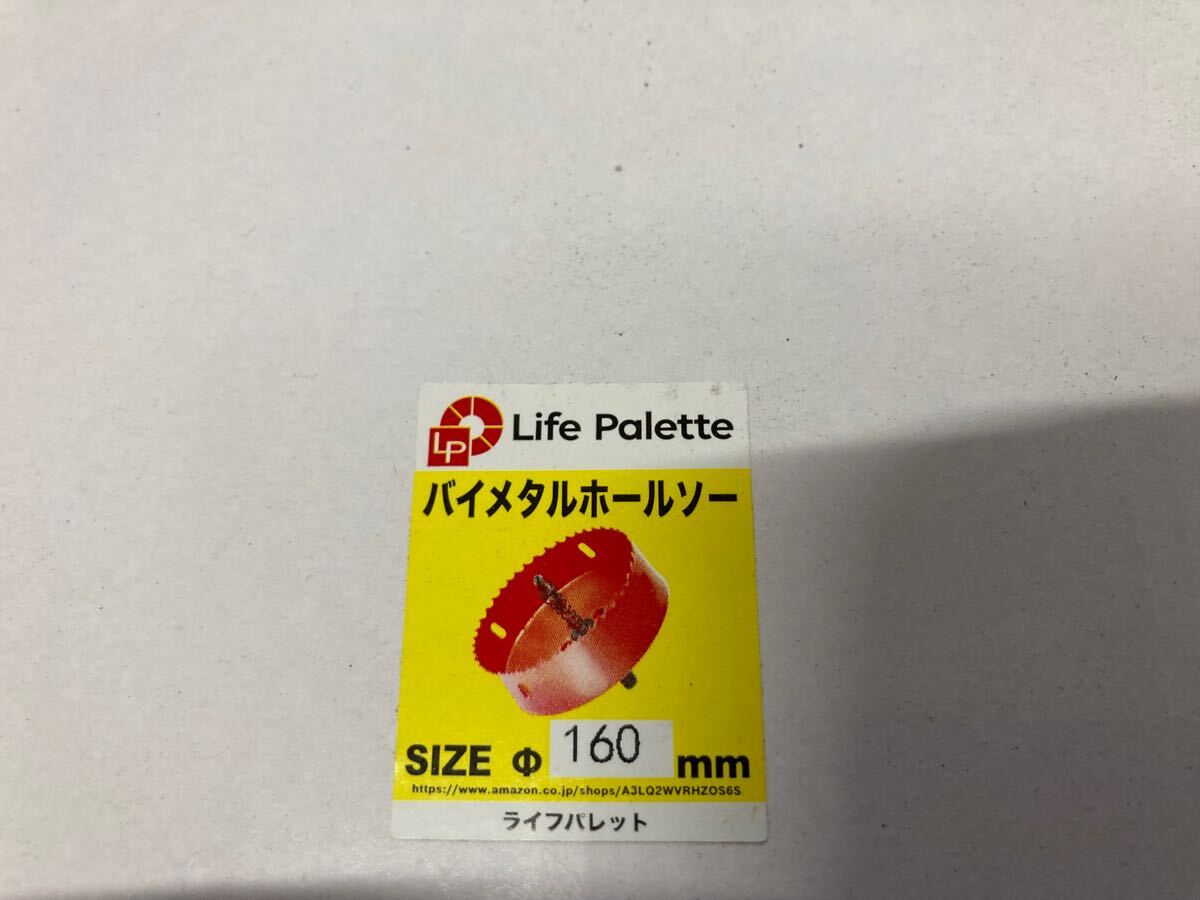 LP Life Palette
バイメタルホールソー
SIZE Φ 160 mm
https://www.amazon.co.jp/shops/A3LQ2WVRHZOS6S
ライフパレット